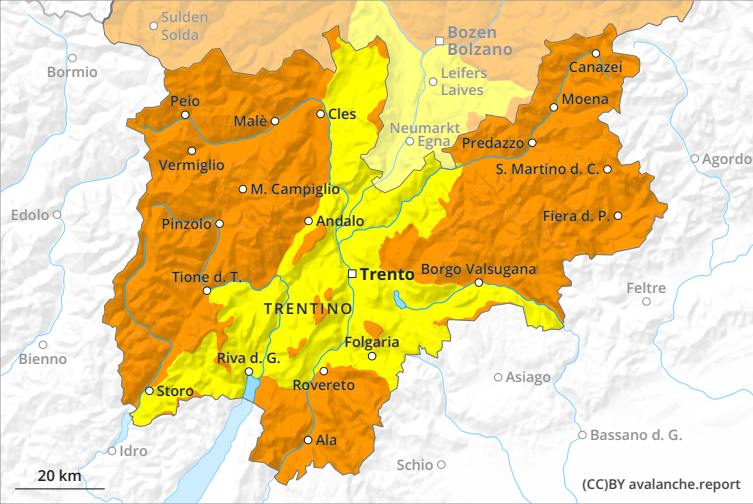 Sulden
Solda
Bozen
Bolzano
Canazei
Bormio
Leifers
Laives
Peio
Moena
Malè
Cles
Neumarkt
Egna
Predazzo
Vermiglio
Agordo
S. Martino d. C.
M. Campiglio
Edolo
Pinzolo
Andalo
Fiera d. P.
Tione d. T.
Trento
Borgo Valsugana
Feltre
TRENTINO
Folgaria
Bieno
Riva d. G.
Rovereto
Asiago
Storo
Ala
Bassano d. G.
Idro
Schio
20 km
(CC)BY avalanche.report